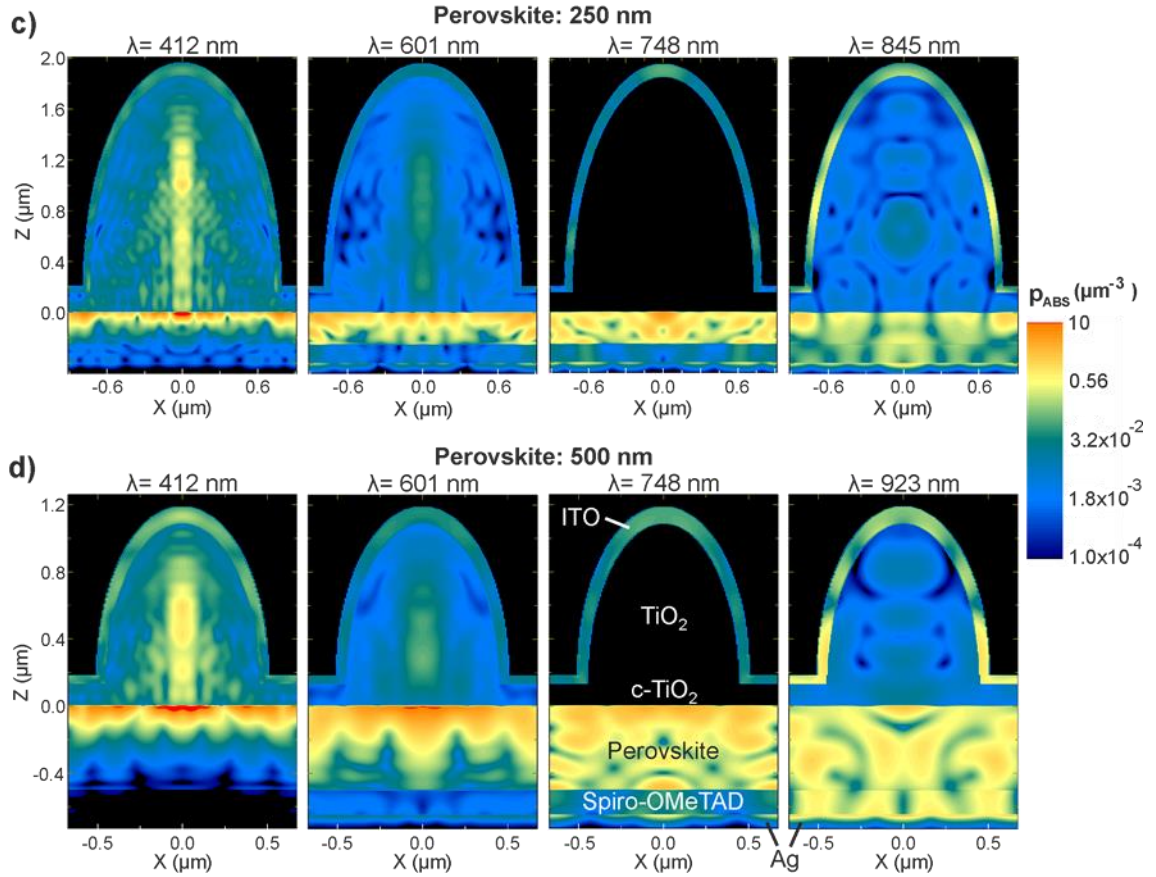 c)
Perovskite: 250 nm
λ= 412 nm
λ= 601 nm
λ= 748 nm
λ= 845 nm
2.0
1.6
1.2
0.8
0.4
0.0
Z (µm)
-0.6 0.0 0.6
X (µm)
-0.6 0.0 0.6
X (µm)
-0.6 0.0 0.6
X (µm)
-0.6 0.0 0.6
X (µm)
pABS (µm⁻³)
10
0.56
3.2x10⁻²
1.8x10⁻³
1.0x10⁻⁴
d)
Perovskite: 500 nm
λ= 412 nm
λ= 601 nm
λ= 748 nm
λ= 923 nm
1.2
0.8
0.4
0.0
-0.4
Z (µm)
ITO
TiO₂
c-TiO₂
Perovskite
Spiro-OMeTAD
Ag
-0.5 0.0 0.5
X (µm)
-0.5 0.0 0.5
X (µm)
-0.5 0.0 0.5
X (µm)
-0.5 0.0 0.5
X (µm)